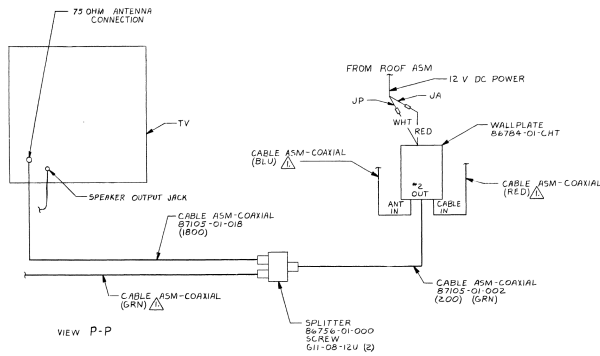 75 OHM ANTENNA
CONNECTION
TV
SPEAKER OUTPUT JACK
FROM ROOF ASM
12 V DC POWER
JP
JA
WHT
RED
WALLPLATE
86784-01-CHT
CABLE ASM-COAXIAL
(BLU) 1.
#2
OUT
ANT
IN
CABLE
IN
CABLE ASM-COAXIAL
(RED) 1.
CABLE ASM-COAXIAL
87105-01-018
(1800)
CABLE ASM-COAXIAL
(GRN) 1.
CABLE ASM-COAXIAL
87105-01-002
(200) (GRN)
SPLITTER
86756-01-000
SCREW
G11-08-12U (2)
VIEW P-P